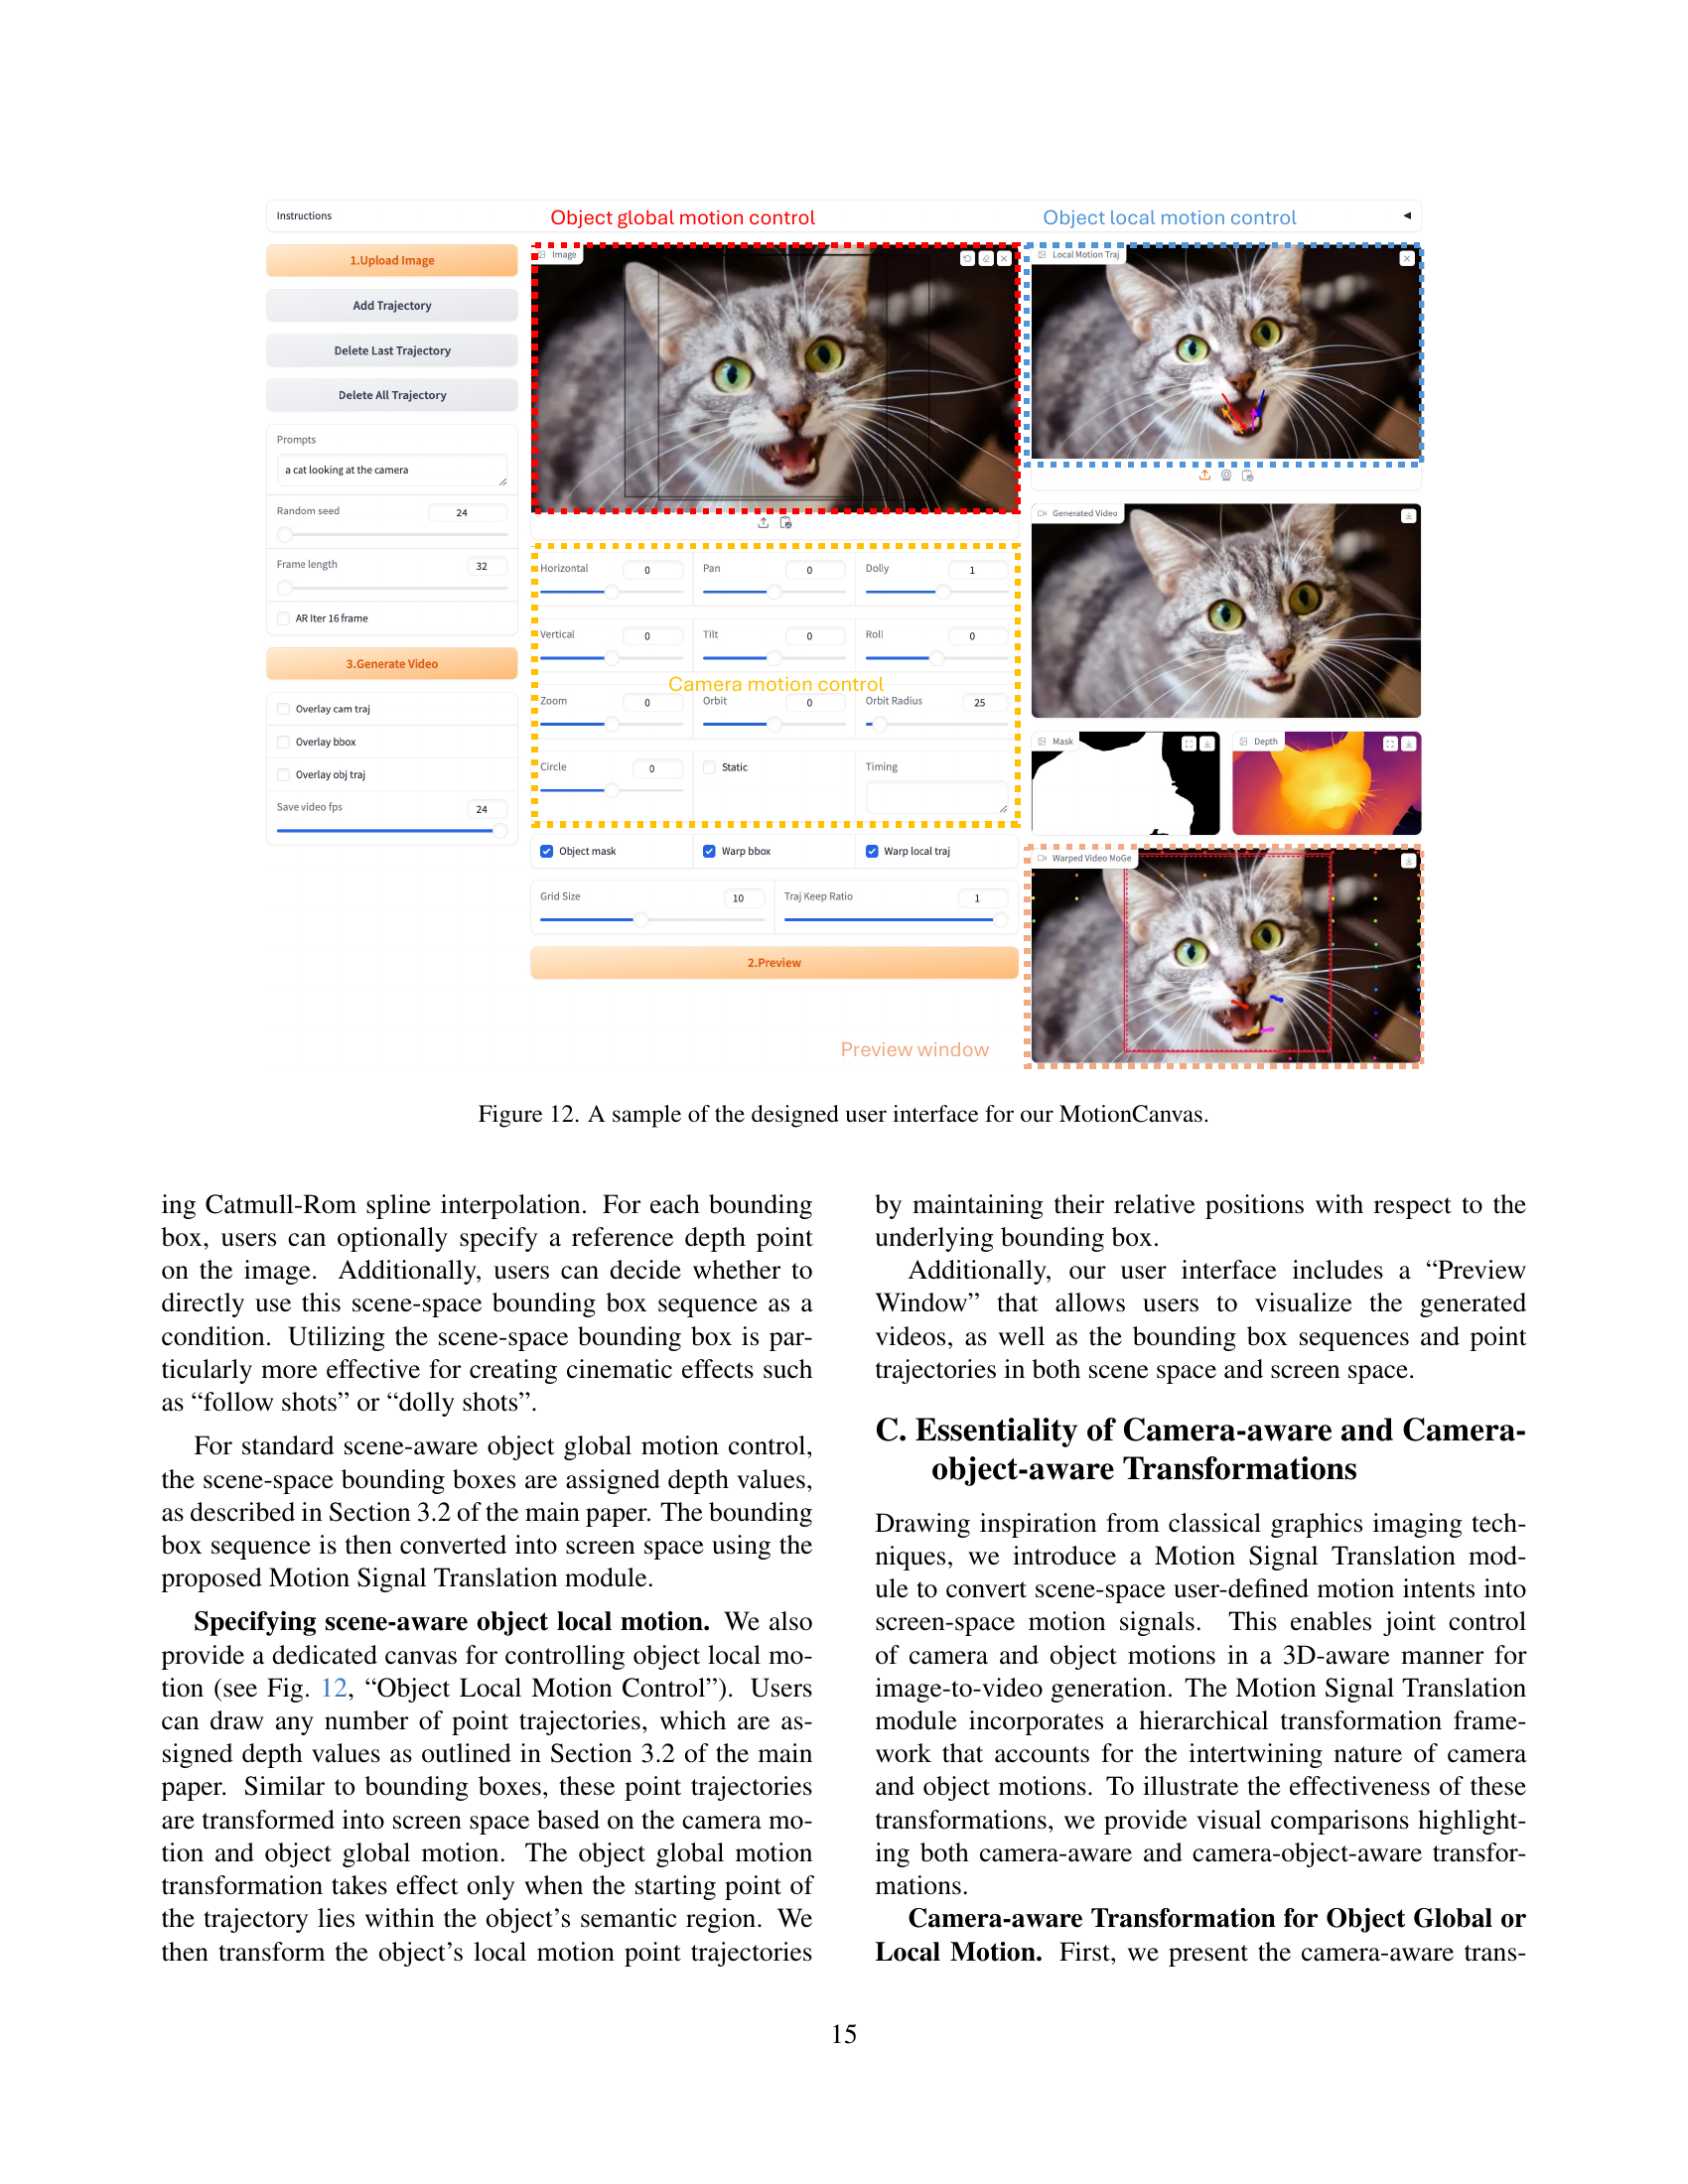 Instructions
Object global motion control
Object local motion control
1.Upload Image
Add Trajectory
Delete Last Trajectory
Delete All Trajectory
Prompts
a cat looking at the camera
Random seed
24
Frame length
32
AR Iter 16 frame
3.Generate Video
Overlay cam traj
Overlay bbox
Overlay obj traj
Save video fps
24
Image
Horizontal
0
Pan
0
Dolly
1
Vertical
0
Tilt
0
Roll
0
Camera motion control
Zoom
0
Orbit
0
Orbit Radius
25
Circle
0
Static
Timing
Object mask
Warp bbox
Warp local traj
Grid Size
10
Traj Keep Ratio
1
2.Preview
Preview window
Local Motion Traj
Generated Video
Mask
Depth
Warped Video MoGe
Figure 12. A sample of the designed user interface for our MotionCanvas.
ing Catmull-Rom spline interpolation. For each bounding
box, users can optionally specify a reference depth point
on the image. Additionally, users can decide whether to
directly use this scene-space bounding box sequence as a
condition. Utilizing the scene-space bounding box is par-
ticularly more effective for creating cinematic effects such
as “follow shots” or “dolly shots”.
For standard scene-aware object global motion control,
the scene-space bounding boxes are assigned depth values,
as described in Section 3.2 of the main paper. The bounding
box sequence is then converted into screen space using the
proposed Motion Signal Translation module.
Specifying scene-aware object local motion. We also
provide a dedicated canvas for controlling object local mo-
tion (see Fig. 12, “Object Local Motion Control”). Users
can draw any number of point trajectories, which are as-
signed depth values as outlined in Section 3.2 of the main
paper. Similar to bounding boxes, these point trajectories
are transformed into screen space based on the camera mo-
tion and object global motion. The object global motion
transformation takes effect only when the starting point of
the trajectory lies within the object’s semantic region. We
then transform the object’s local motion point trajectories
by maintaining their relative positions with respect to the
underlying bounding box.
Additionally, our user interface includes a “Preview
Window” that allows users to visualize the generated
videos, as well as the bounding box sequences and point
trajectories in both scene space and screen space.
C. Essentiality of Camera-aware and Camera-
object-aware Transformations
Drawing inspiration from classical graphics imaging tech-
niques, we introduce a Motion Signal Translation mod-
ule to convert scene-space user-defined motion intents into
screen-space motion signals. This enables joint control
of camera and object motions in a 3D-aware manner for
image-to-video generation. The Motion Signal Translation
module incorporates a hierarchical transformation frame-
work that accounts for the intertwining nature of camera
and object motions. To illustrate the effectiveness of these
transformations, we provide visual comparisons highlight-
ing both camera-aware and camera-object-aware transfor-
mations.
Camera-aware Transformation for Object Global or
Local Motion. First, we present the camera-aware trans-
15